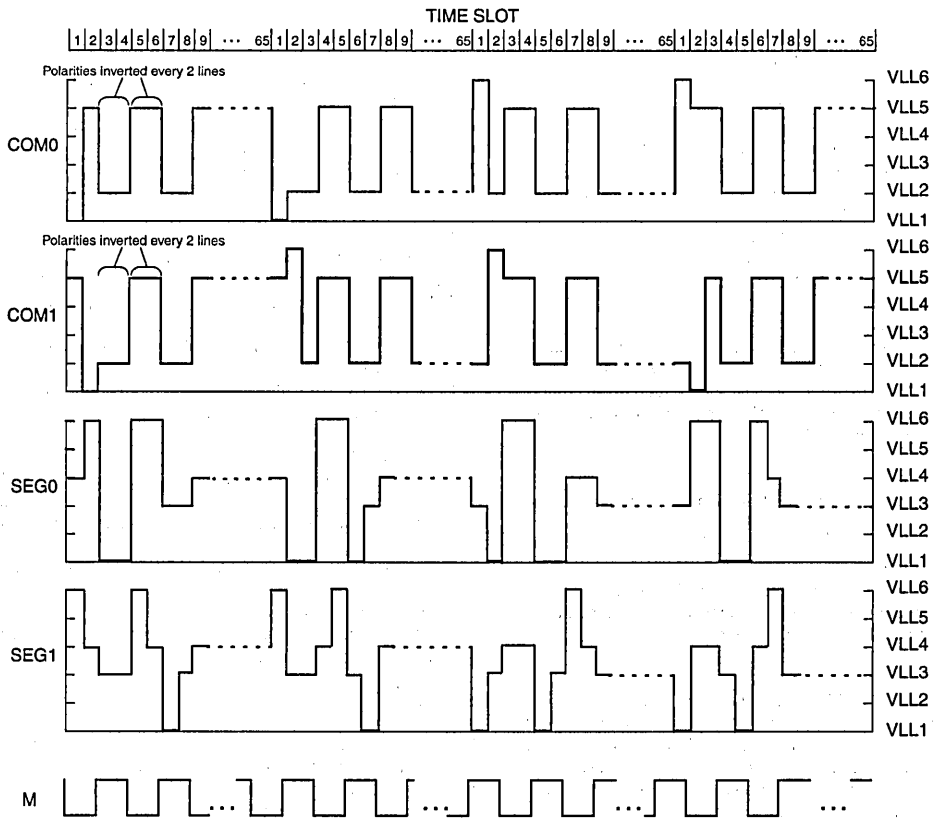 TIME SLOT
1 2 3 4 5 6 7 8 9 ··· 65 1 2 3 4 5 6 7 8 9 ··· 65 1 2 3 4 5 6 7 8 9 ··· 65 1 2 3 4 5 6 7 8 9 ··· 65
Polarities inverted every 2 lines
COM0
VLL6
VLL5
VLL4
VLL3
VLL2
VLL1
Polarities inverted every 2 lines
COM1
VLL6
VLL5
VLL4
VLL3
VLL2
VLL1
SEG0
VLL6
VLL5
VLL4
VLL3
VLL2
VLL1
SEG1
VLL6
VLL5
VLL4
VLL3
VLL2
VLL1
M